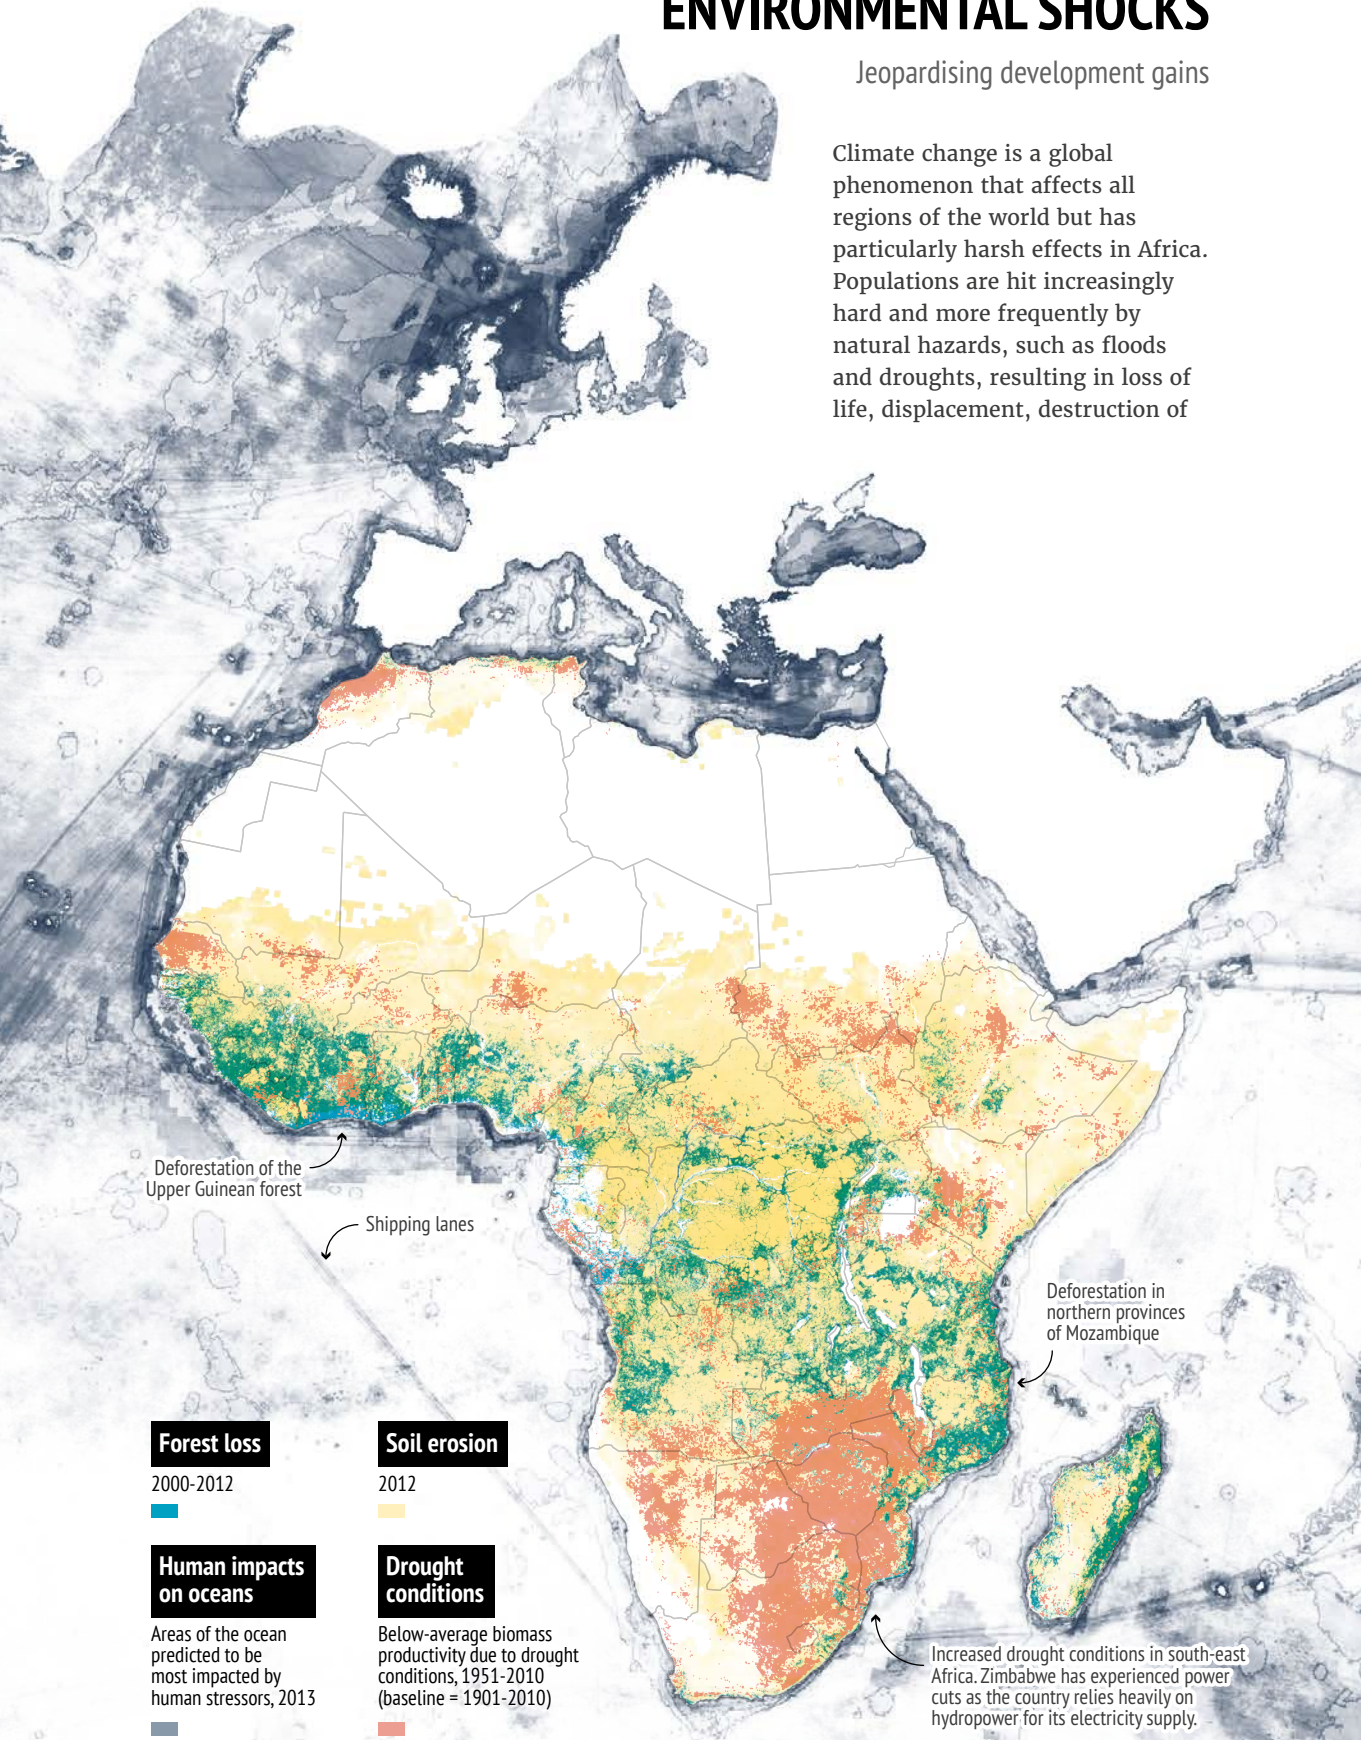 ENVIRONMENTAL SHOCKS
Jeopardising development gains
Climate change is a global
phenomenon that affects all
regions of the world but has
particularly harsh effects in Africa.
Populations are hit increasingly
hard and more frequently by
natural hazards, such as floods
and droughts, resulting in loss of
life, displacement, destruction of
Deforestation of the
Upper Guinean forest
Shipping lanes
Deforestation in
northern provinces
of Mozambique
Forest loss
2000-2012
Soil erosion
2012
Human impacts
on oceans
Areas of the ocean
predicted to be
most impacted by
human stressors, 2013
Drought
conditions
Below-average biomass
productivity due to drought
conditions, 1951-2010
(baseline = 1901-2010)
Increased drought conditions in south-east
Africa. Zimbabwe has experienced power
cuts as the country relies heavily on
hydropower for its electricity supply.